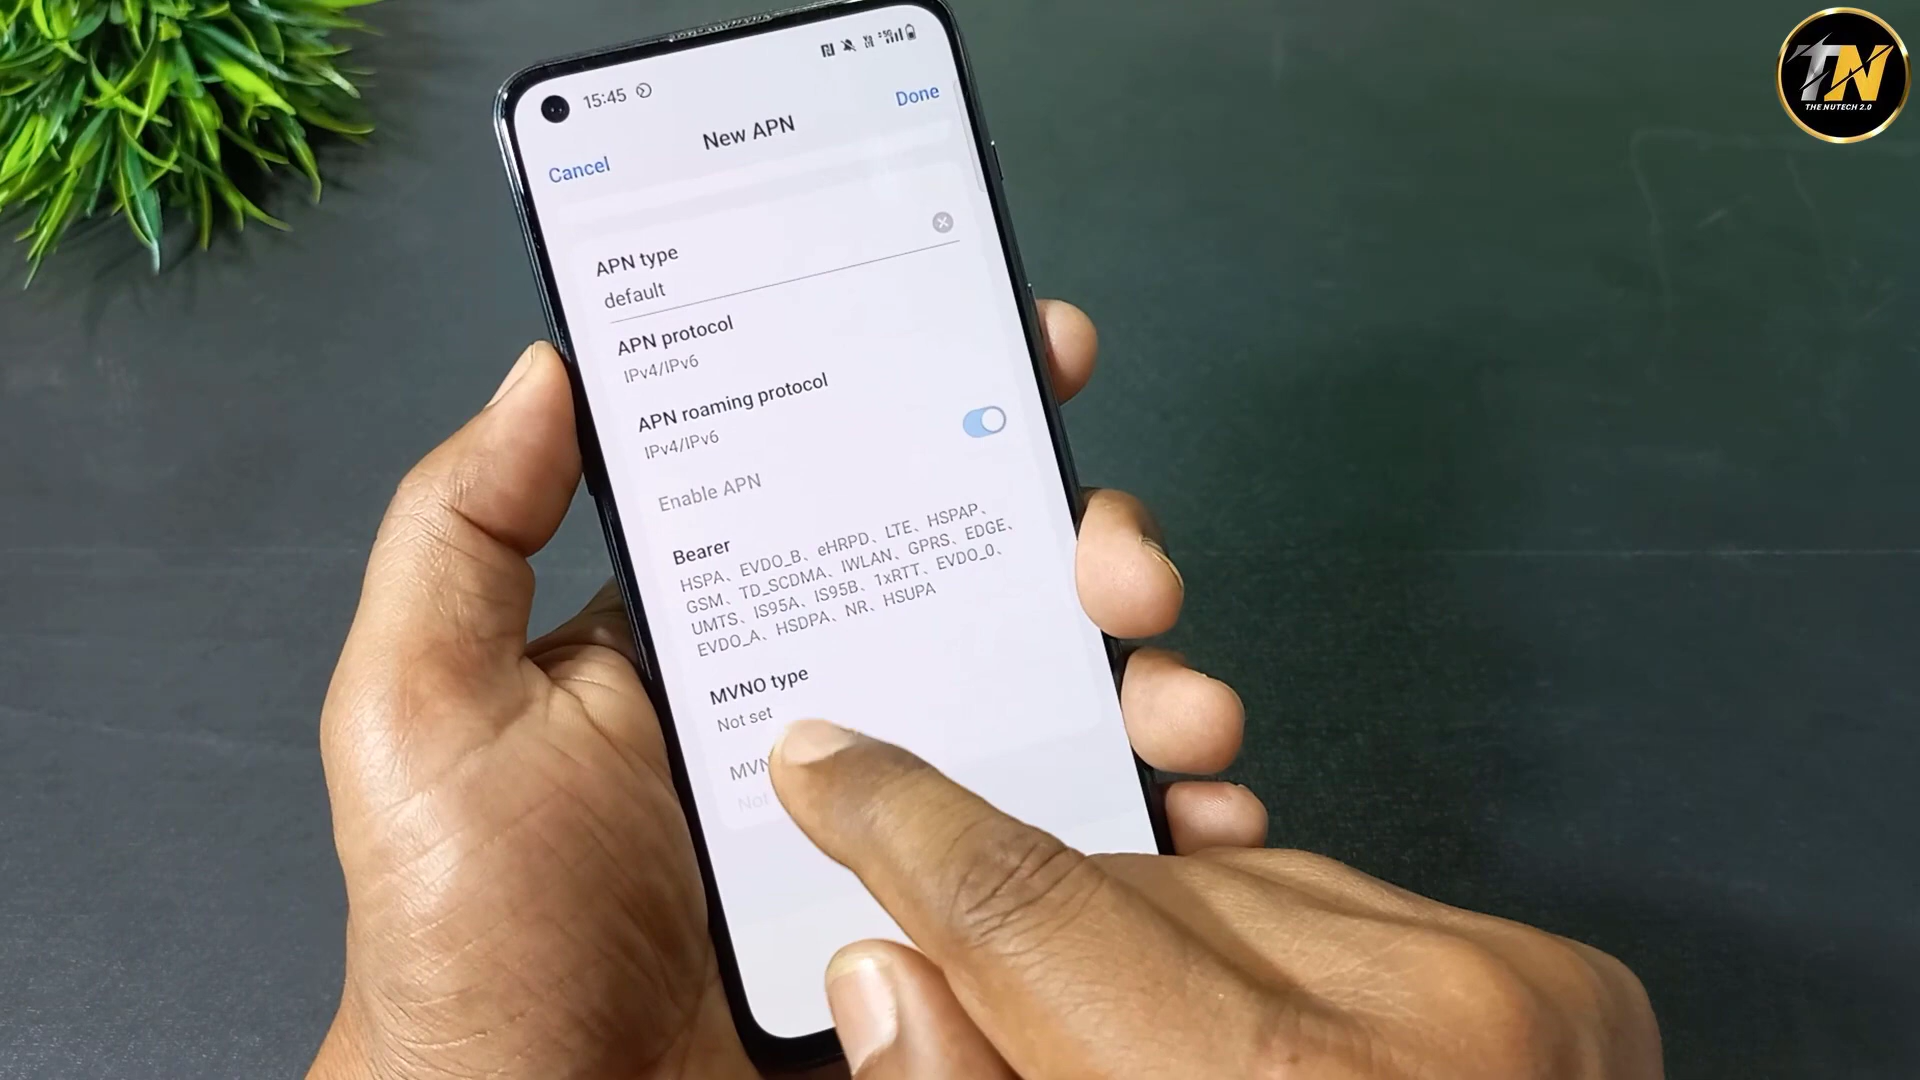 15:45
Cancel
New APN
Done
APN type
default
APN protocol
IPv4/IPv6
APN roaming protocol
IPv4/IPv6
Enable APN
Bearer
HSPA、EVDO_B、eHRPD、LTE、HSPAP、
GSM、TD_SCDMA、IWLAN、GPRS、EDGE、
UMTS、IS95A、IS95B、1xRTT、EVDO_0、
EVDO_A、HSDPA、NR、HSUPA
MVNO type
Not set
Not
TN
THE NUTECH 2.0